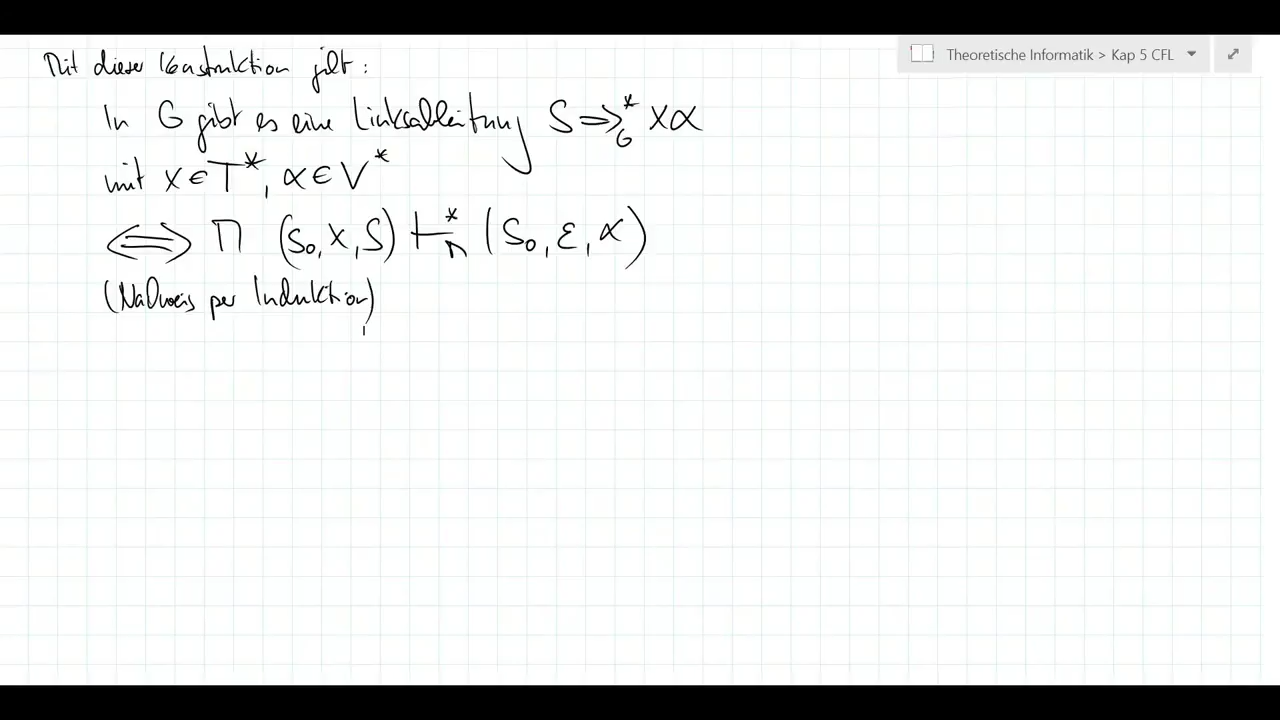 Mit dieser Konstruktion gilt:
Theoretische Informatik > Kap 5 CFL
In G gibt es eine Linksableitung S ⇒*_G xα
mit x ∈ T*, α ∈ V*
⟺ M (S₀, x, S) ⊢*_M (S₀, ε, α)
(Nachweis per Induktion)